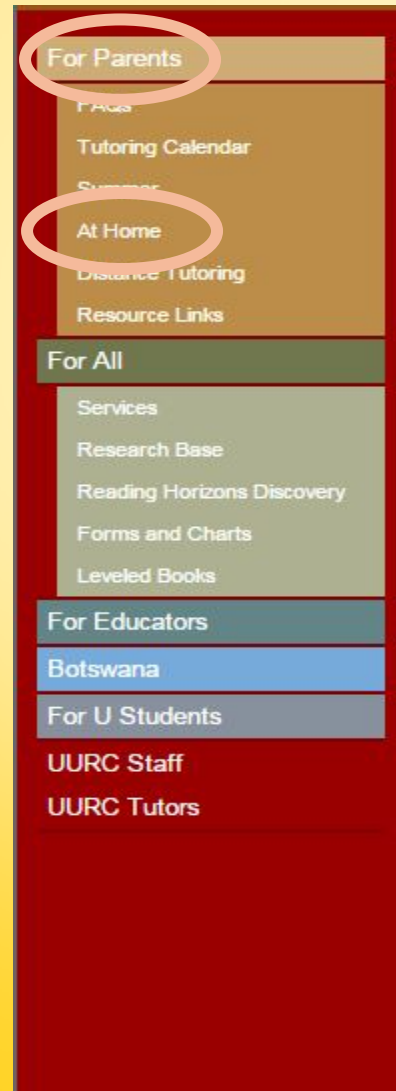 For Parents
FAQs
Tutoring Calendar
Summer
At Home
Distance Tutoring
Resource Links
For All
Services
Research Base
Reading Horizons Discovery
Forms and Charts
Leveled Books
For Educators
Botswana
For U Students
UURC Staff
UURC Tutors